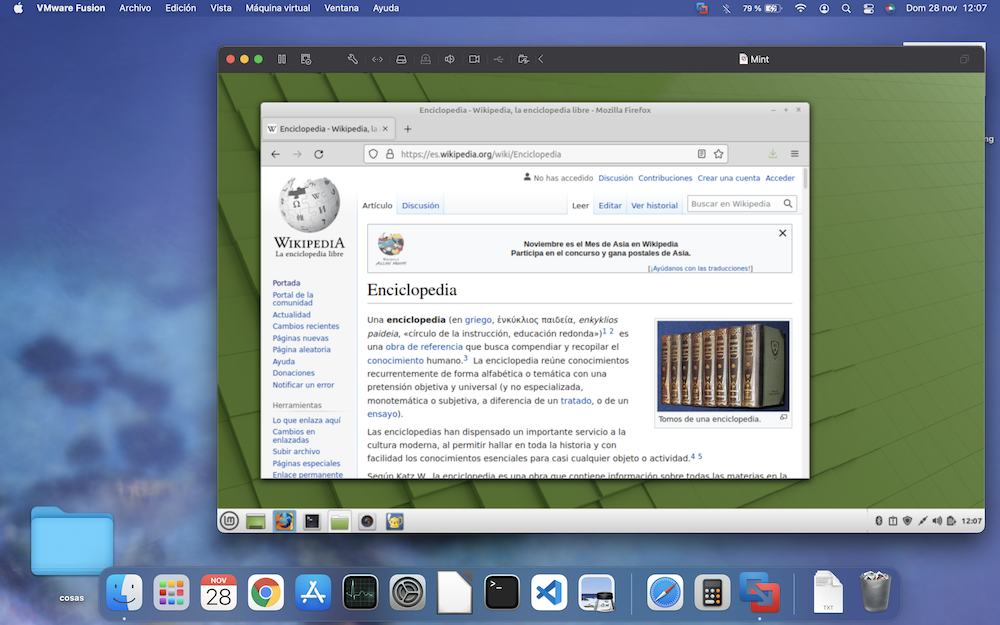 VMware Fusion Archivo Edición Vista Máquina virtual Ventana Ayuda 79 % Dom 28 nov 12:07
Mint
Enciclopedia - Wikipedia, la enciclopedia libre - Mozilla Firefox
Enciclopedia - Wikipedia, la
https://es.wikipedia.org/wiki/Enciclopedia
No has accedido Discusión Contribuciones Crear una cuenta Acceder
Artículo Discusión Leer Editar Ver historial Buscar en Wikipedia
WIKIPEDIA
La enciclopedia libre
Portada
Portal de la
comunidad
Actualidad
Cambios recientes
Páginas nuevas
Página aleatoria
Ayuda
Donaciones
Notificar un error
Herramientas
Lo que enlaza aquí
Cambios en
enlazadas
Subir archivo
Páginas especiales
Enlace permanente
Noviembre es el Mes de Asia en Wikipedia
Participa en el concurso y gana postales de Asia.
[¡Ayúdanos con las traducciones!]
Enciclopedia
Una enciclopedia (en griego, ἐνκύκλιος παιδεία, enkyklios
paideia, «círculo de la instrucción, educación redonda»)1 2 es
una obra de referencia que busca compendiar y recopilar el
conocimiento humano.3 La enciclopedia reúne conocimientos
recurrentemente de forma alfabética o temática con una
pretensión objetiva y universal (y no especializada,
monotemática o subjetiva, a diferencia de un tratado, o de un
ensayo).
Tomos de una enciclopedia.
Las enciclopedias han dispensado un importante servicio a la
cultura moderna, al permitir hallar en toda la historia y con
facilidad los conocimientos esenciales para casi cualquier objeto o actividad.4 5
Según Katz W., la enciclopedia es una obra que contiene información sobre todas las materias en la
12:07
cosas
NOV
28
TXT